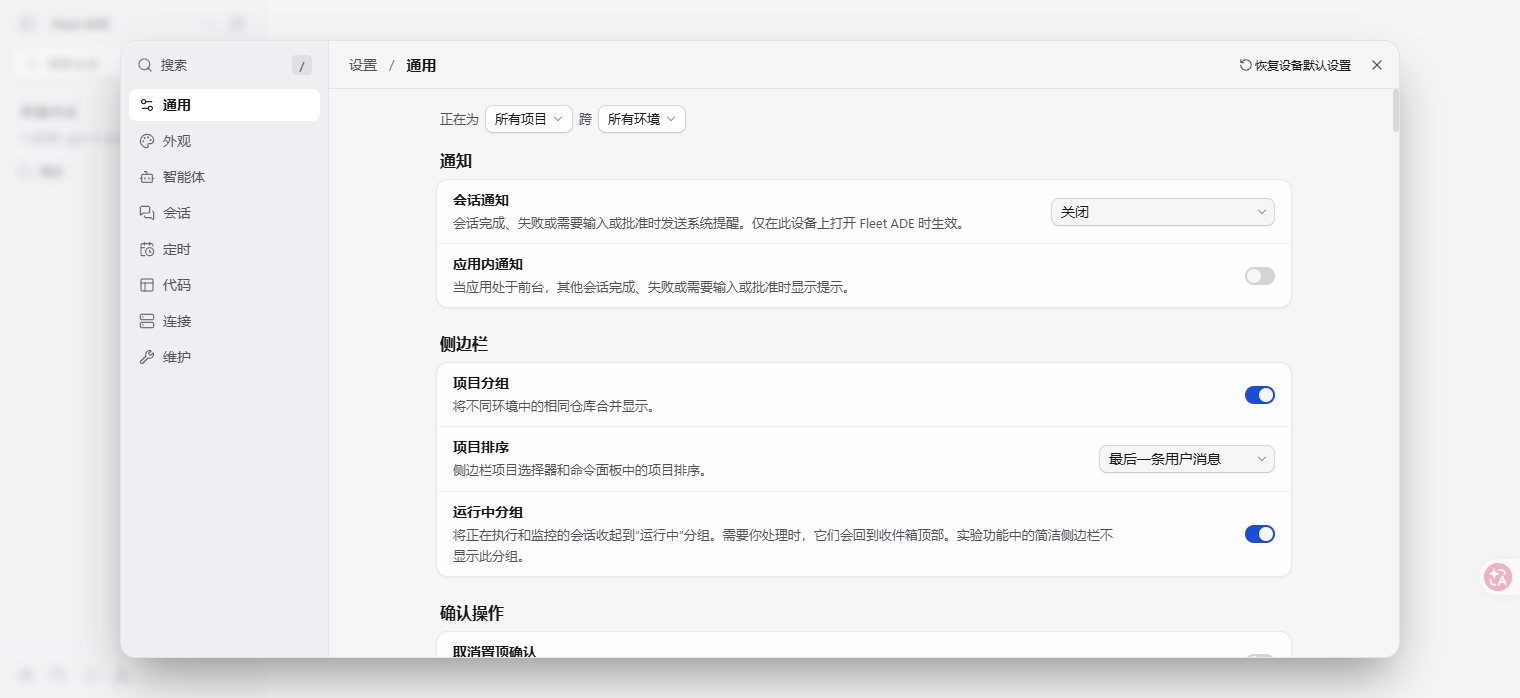 Fleet ADE
搜索
/
通用
外观
智能体
会话
定时
代码
连接
维护
设置 / 通用
恢复设备默认设置
正在为 所有项目 跨 所有环境
通知
会话通知
会话完成、失败或需要输入或批准时发送系统提醒。仅在此设备上打开 Fleet ADE 时生效。
关闭
应用内通知
当应用处于前台，其他会话完成、失败或需要输入或批准时显示提示。
侧边栏
项目分组
将不同环境中的相同仓库合并显示。
项目排序
侧边栏项目选择器和命令面板中的项目排序。
最后一条用户消息
运行中分组
将正在执行和监控的会话收起到“运行中”分组。需要你处理时，它们会回到收件箱顶部。实验功能中的简洁侧边栏不
显示此分组。
确认操作
取消置顶确认